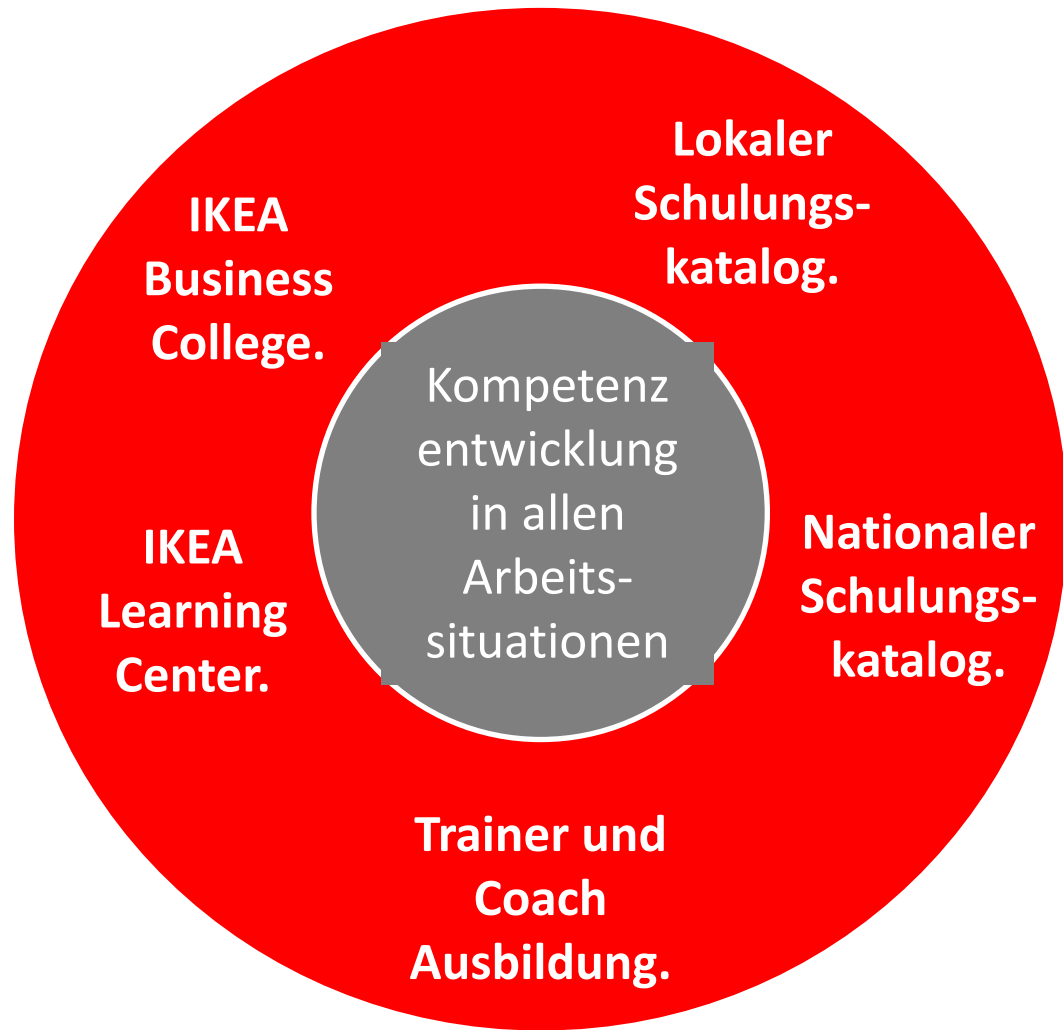 Lokaler
Schulungs-
katalog.
IKEA
Business
College.
Kompetenz
entwicklung
in allen
Arbeits-
situationen
IKEA
Learning
Center.
Nationaler
Schulungs-
katalog.
Trainer und
Coach
Ausbildung.